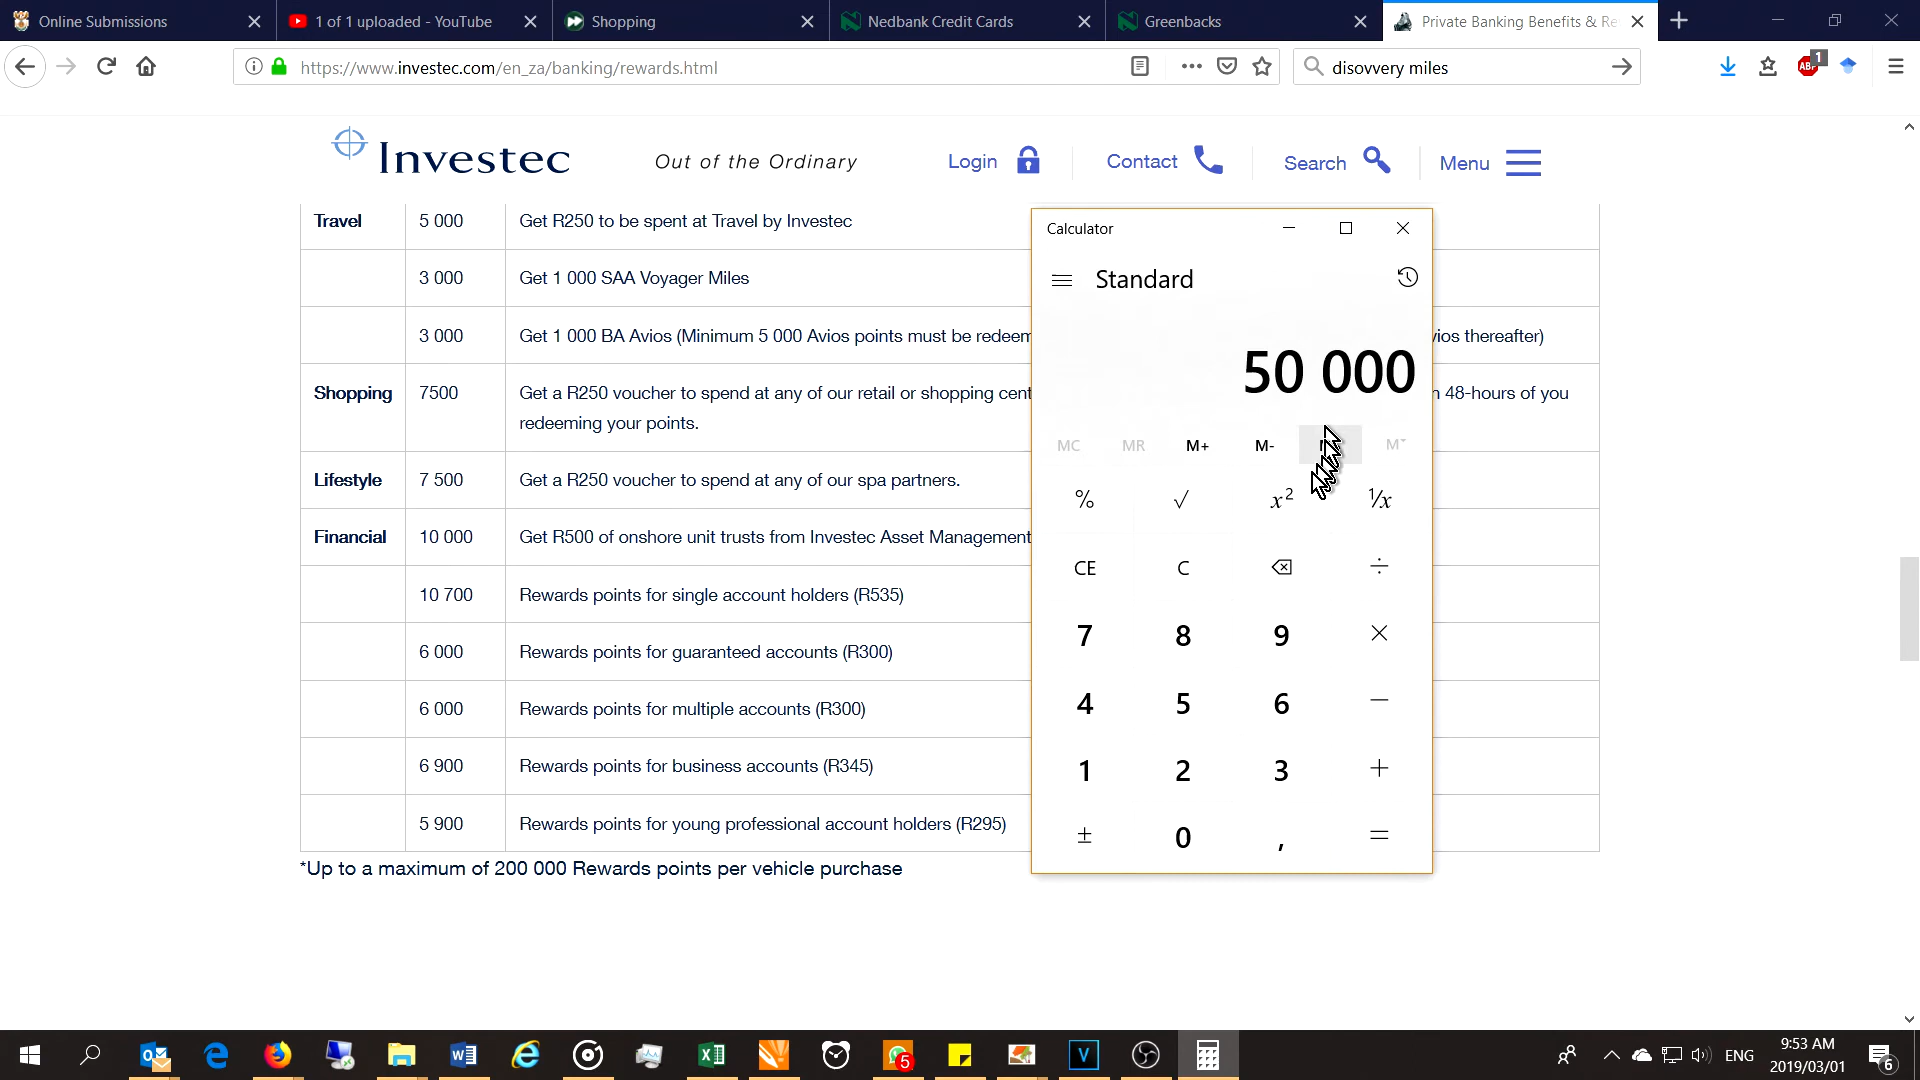 Online Submissions
1 of 1 uploaded - YouTube
Shopping
Nedbank Credit Cards
Greenbacks
Private Banking Benefits & Re
https://www.investec.com/en_za/banking/rewards.html
disovvery miles
ABP
1
Investec
Out of the Ordinary
Login
Contact
Search
Menu
Travel 5 000 Get R250 to be spent at Travel by Investec
3 000 Get 1 000 SAA Voyager Miles
3 000 Get 1 000 BA Avios (Minimum 5 000 Avios points must be redeem vios thereafter)
Shopping 7500 Get a R250 voucher to spend at any of our retail or shopping cent 48-hours of you
redeeming your points.
Lifestyle 7 500 Get a R250 voucher to spend at any of our spa partners.
Financial 10 000 Get R500 of onshore unit trusts from Investec Asset Management
10 700 Rewards points for single account holders (R535)
6 000 Rewards points for guaranteed accounts (R300)
6 000 Rewards points for multiple accounts (R300)
6 900 Rewards points for business accounts (R345)
5 900 Rewards points for young professional account holders (R295)
*Up to a maximum of 200 000 Rewards points per vehicle purchase
Calculator
Standard
50 000
MC MR M+ M- M˅
% √ x² ¹/x
CE C ÷
7 8 9 ×
4 5 6 −
1 2 3 +
± 0 , =
5
V
ENG
9:53 AM
2019/03/01
6